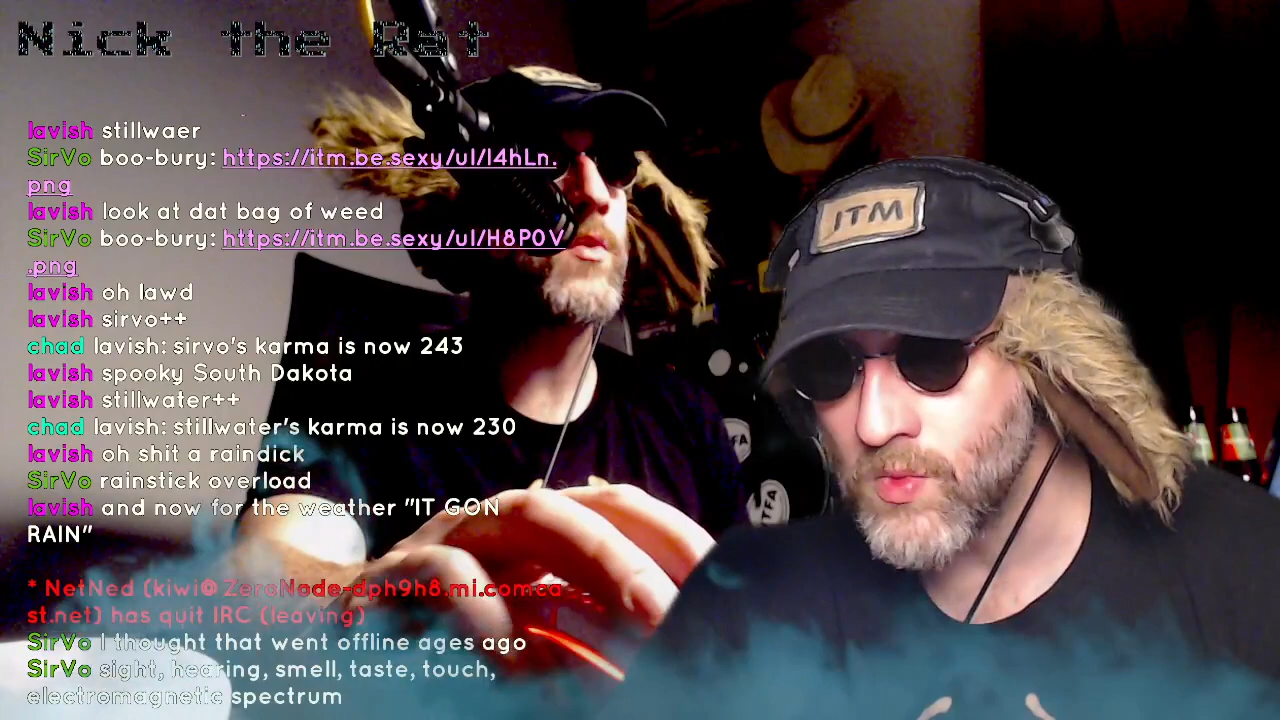 Nick the Rat
lavish stillwaer
SirVo boo-bury: https://itm.be.sexy/ul/l4hLn.
png
lavish look at dat bag of weed
SirVo boo-bury: https://itm.be.sexy/ul/H8P0V
.png
lavish oh lawd
lavish sirvo++
chad lavish: sirvo's karma is now 243
lavish spooky South Dakota
lavish stillwater++
chad lavish: stillwater's karma is now 230
lavish oh shit a raindick
SirVo rainstick overload
lavish and now for the weather "IT GON
RAIN"
* NetNed (kiwi@ZeroNode-dph9h8.mi.comca
st.net) has quit IRC (leaving)
SirVo I thought that went offline ages ago
SirVo sight, hearing, smell, taste, touch,
electromagnetic spectrum
ITM